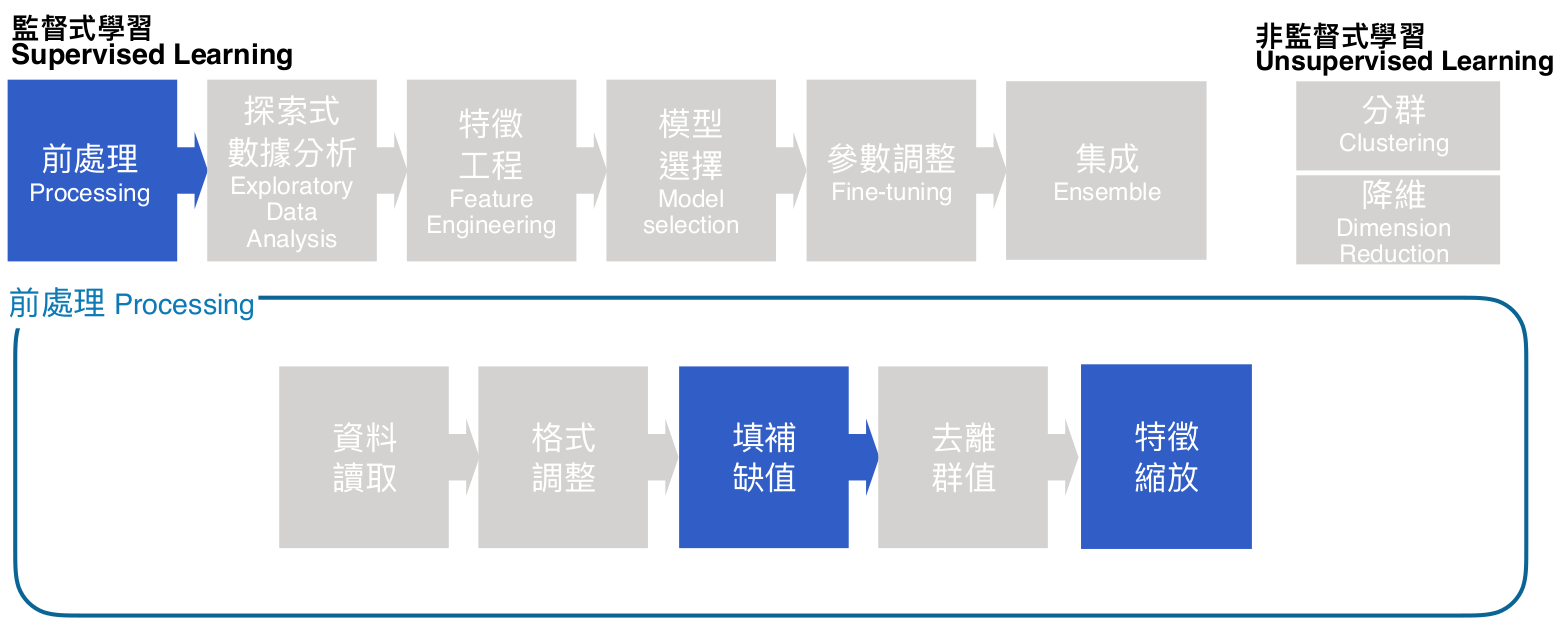 監督式學習
Supervised Learning
非監督式學習
Unsupervised Learning
前處理
Processing
探索式
數據分析
Exploratory
Data
Analysis
特徵
工程
Feature
Engineering
模型
選擇
Model
selection
參數調整
Fine-tuning
集成
Ensemble
分群
Clustering
降維
Dimension
Reduction
前處理 Processing
資料
讀取
格式
調整
填補
缺值
去離
群值
特徵
縮放